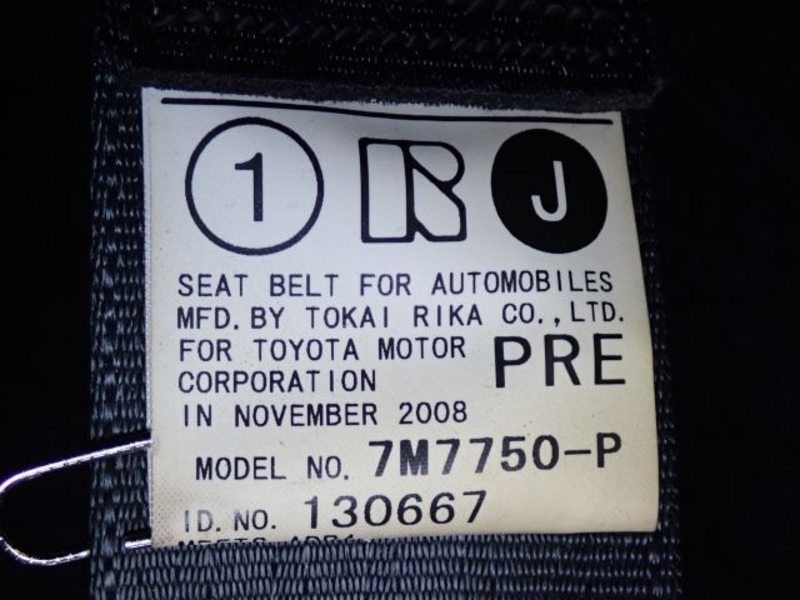 1 R J
SEAT BELT FOR AUTOMOBILES
MFD. BY TOKAI RIKA CO., LTD.
FOR TOYOTA MOTOR PRE
CORPORATION
IN NOVEMBER 2008
MODEL NO. 7M7750-P
ID. NO. 130667
MEETS